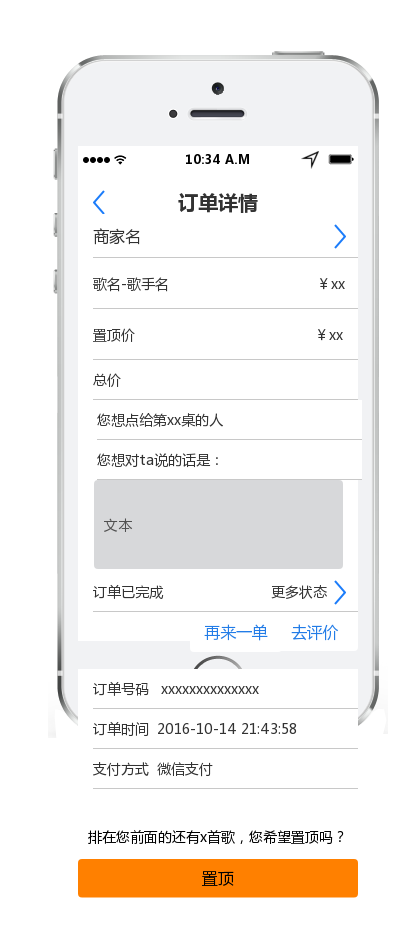 10:34 A.M
订单详情
商家名
歌名-歌手名 ￥xx
置顶价 ￥xx
总价
您想点给第xx桌的人
您想对ta说的话是：
文本
订单已完成 更多状态
再来一单 去评价
订单号码 xxxxxxxxxxxxxx
订单时间 2016-10-14 21:43:58
支付方式 微信支付
排在您前面的还有x首歌，您希望置顶吗？
置顶